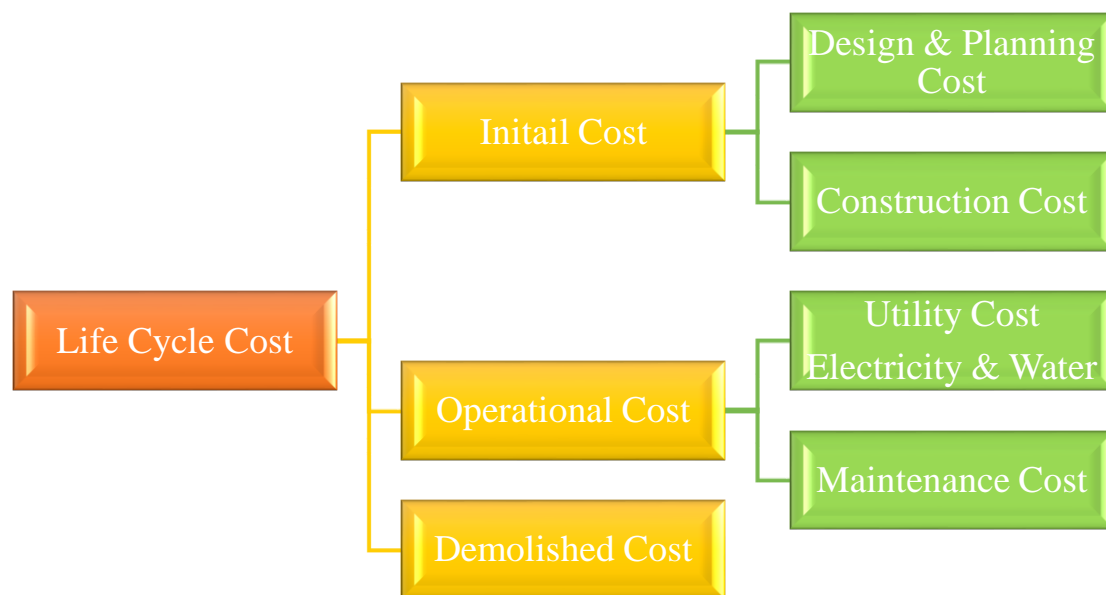 Design & Planning
Cost
Initail Cost
Construction Cost
Life Cycle Cost
Utility Cost
Electricity & Water
Operational Cost
Maintenance Cost
Demolished Cost